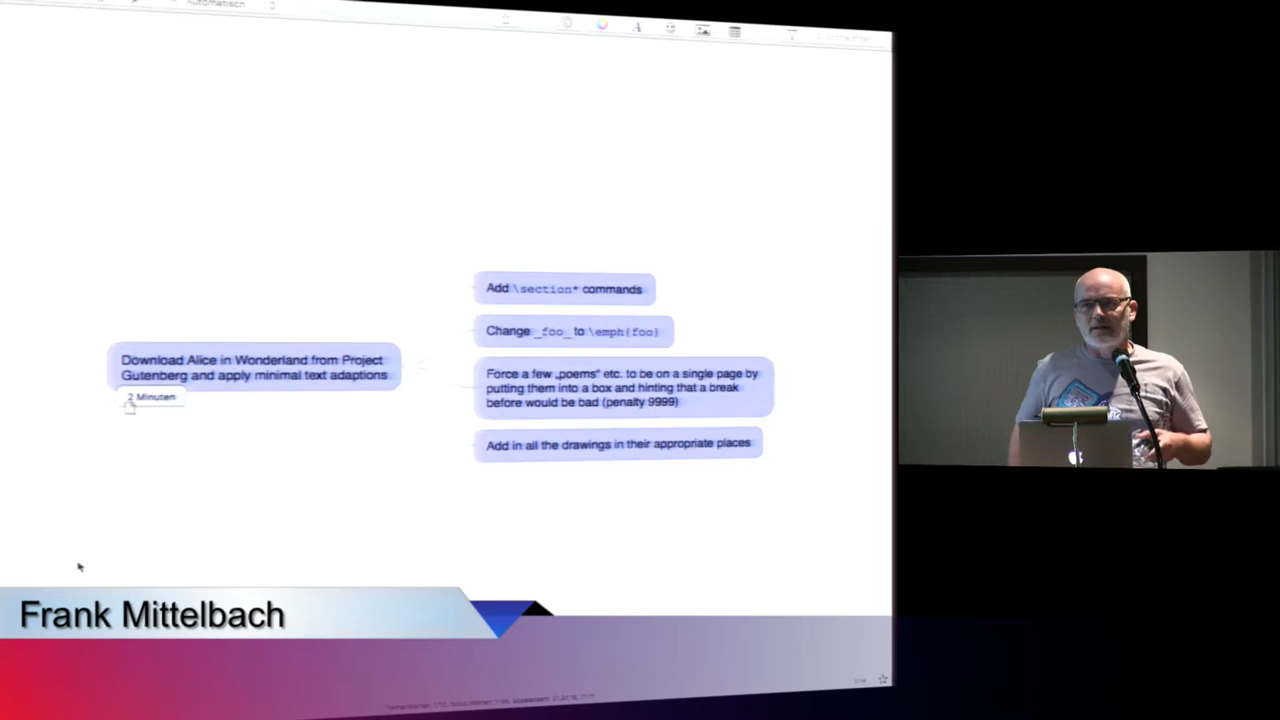 Automatisch
Add \section* commands
Change _foo_ to \emph{foo}
Download Alice in Wonderland from Project
Gutenberg and apply minimal text adaptions
2 Minuten
Force a few „poems“ etc. to be on a single page by
putting them into a box and hinting that a break
before would be bad (penalty 9999)
Add in all the drawings in their appropriate places
Frank Mittelbach